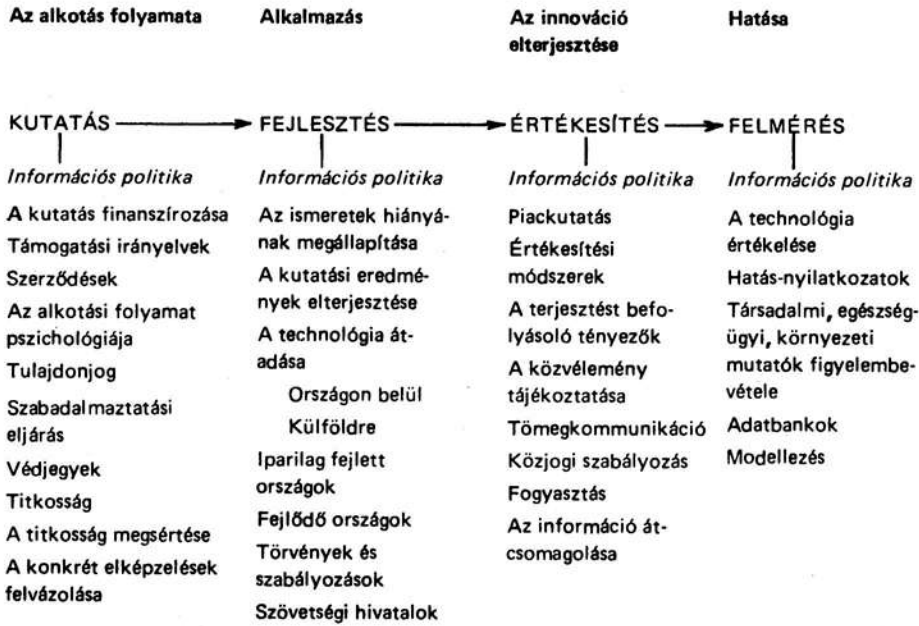 Az alkotás folyamata
KUTATÁS
Információs politika
A kutatás finanszírozása
Támogatási irányelvek
Szerződések
Az alkotási folyamat
pszichológiája
Tulajdonjog
Szabadalmaztatási
eljárás
Védjegyek
Titkosság
A titkosság megsértése
A konkrét elképzelések
felvázolása
Alkalmazás
FEJLESZTÉS
Információs politika
Az ismeretek hiányá-
nak megállapítása
A kutatási eredmé-
nyek elterjesztése
A technológia át-
adása
Országon belül
Külföldre
Iparilag fejlett
országok
Fejlődő országok
Törvények és
szabályozások
Szövetségi hivatalok
Az innováció
elterjesztése
ÉRTÉKESÍTÉS
Információs politika
Piackutatás
Értékesítési
módszerek
A terjesztést befo-
lyásoló tényezők
A közvélemény
tájékoztatása
Tömegkommunikáció
Közjogi szabályozás
Fogyasztás
Az információ át-
csomagolása
Hatása
FELMÉRÉS
Információs politika
A technológia
értékelése
Hatás-nyilatkozatok
Társadalmi, egészség-
ügyi, környezeti
mutatók figyelembe-
vétele
Adatbankok
Modellezés